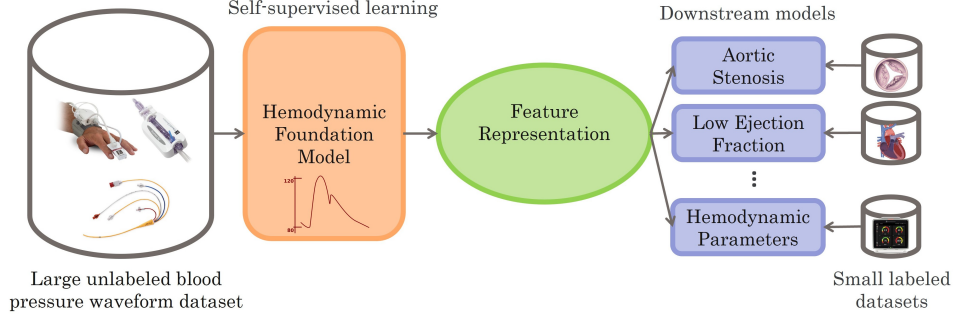 Self-supervised learning
Downstream models
Hemodynamic
Foundation
Model
120
80
Feature
Representation
Aortic
Stenosis
Low Ejection
Fraction
Hemodynamic
Parameters
Large unlabeled blood
pressure waveform dataset
Small labeled
datasets